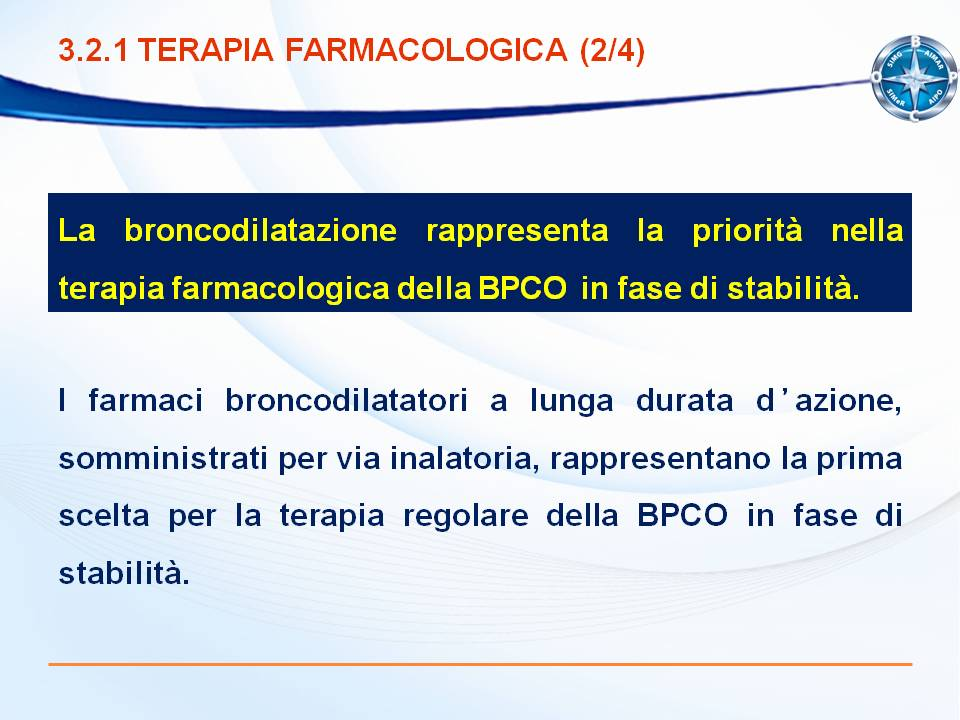 3.2.1 TERAPIA FARMACOLOGICA (2/4)
B
SIMG
AIMAR
O
P
SIMeR
AIPO
C
La broncodilatazione rappresenta la priorità nella
terapia farmacologica della BPCO in fase di stabilità.
I farmaci broncodilatatori a lunga durata d’azione,
somministrati per via inalatoria, rappresentano la prima
scelta per la terapia regolare della BPCO in fase di
stabilità.